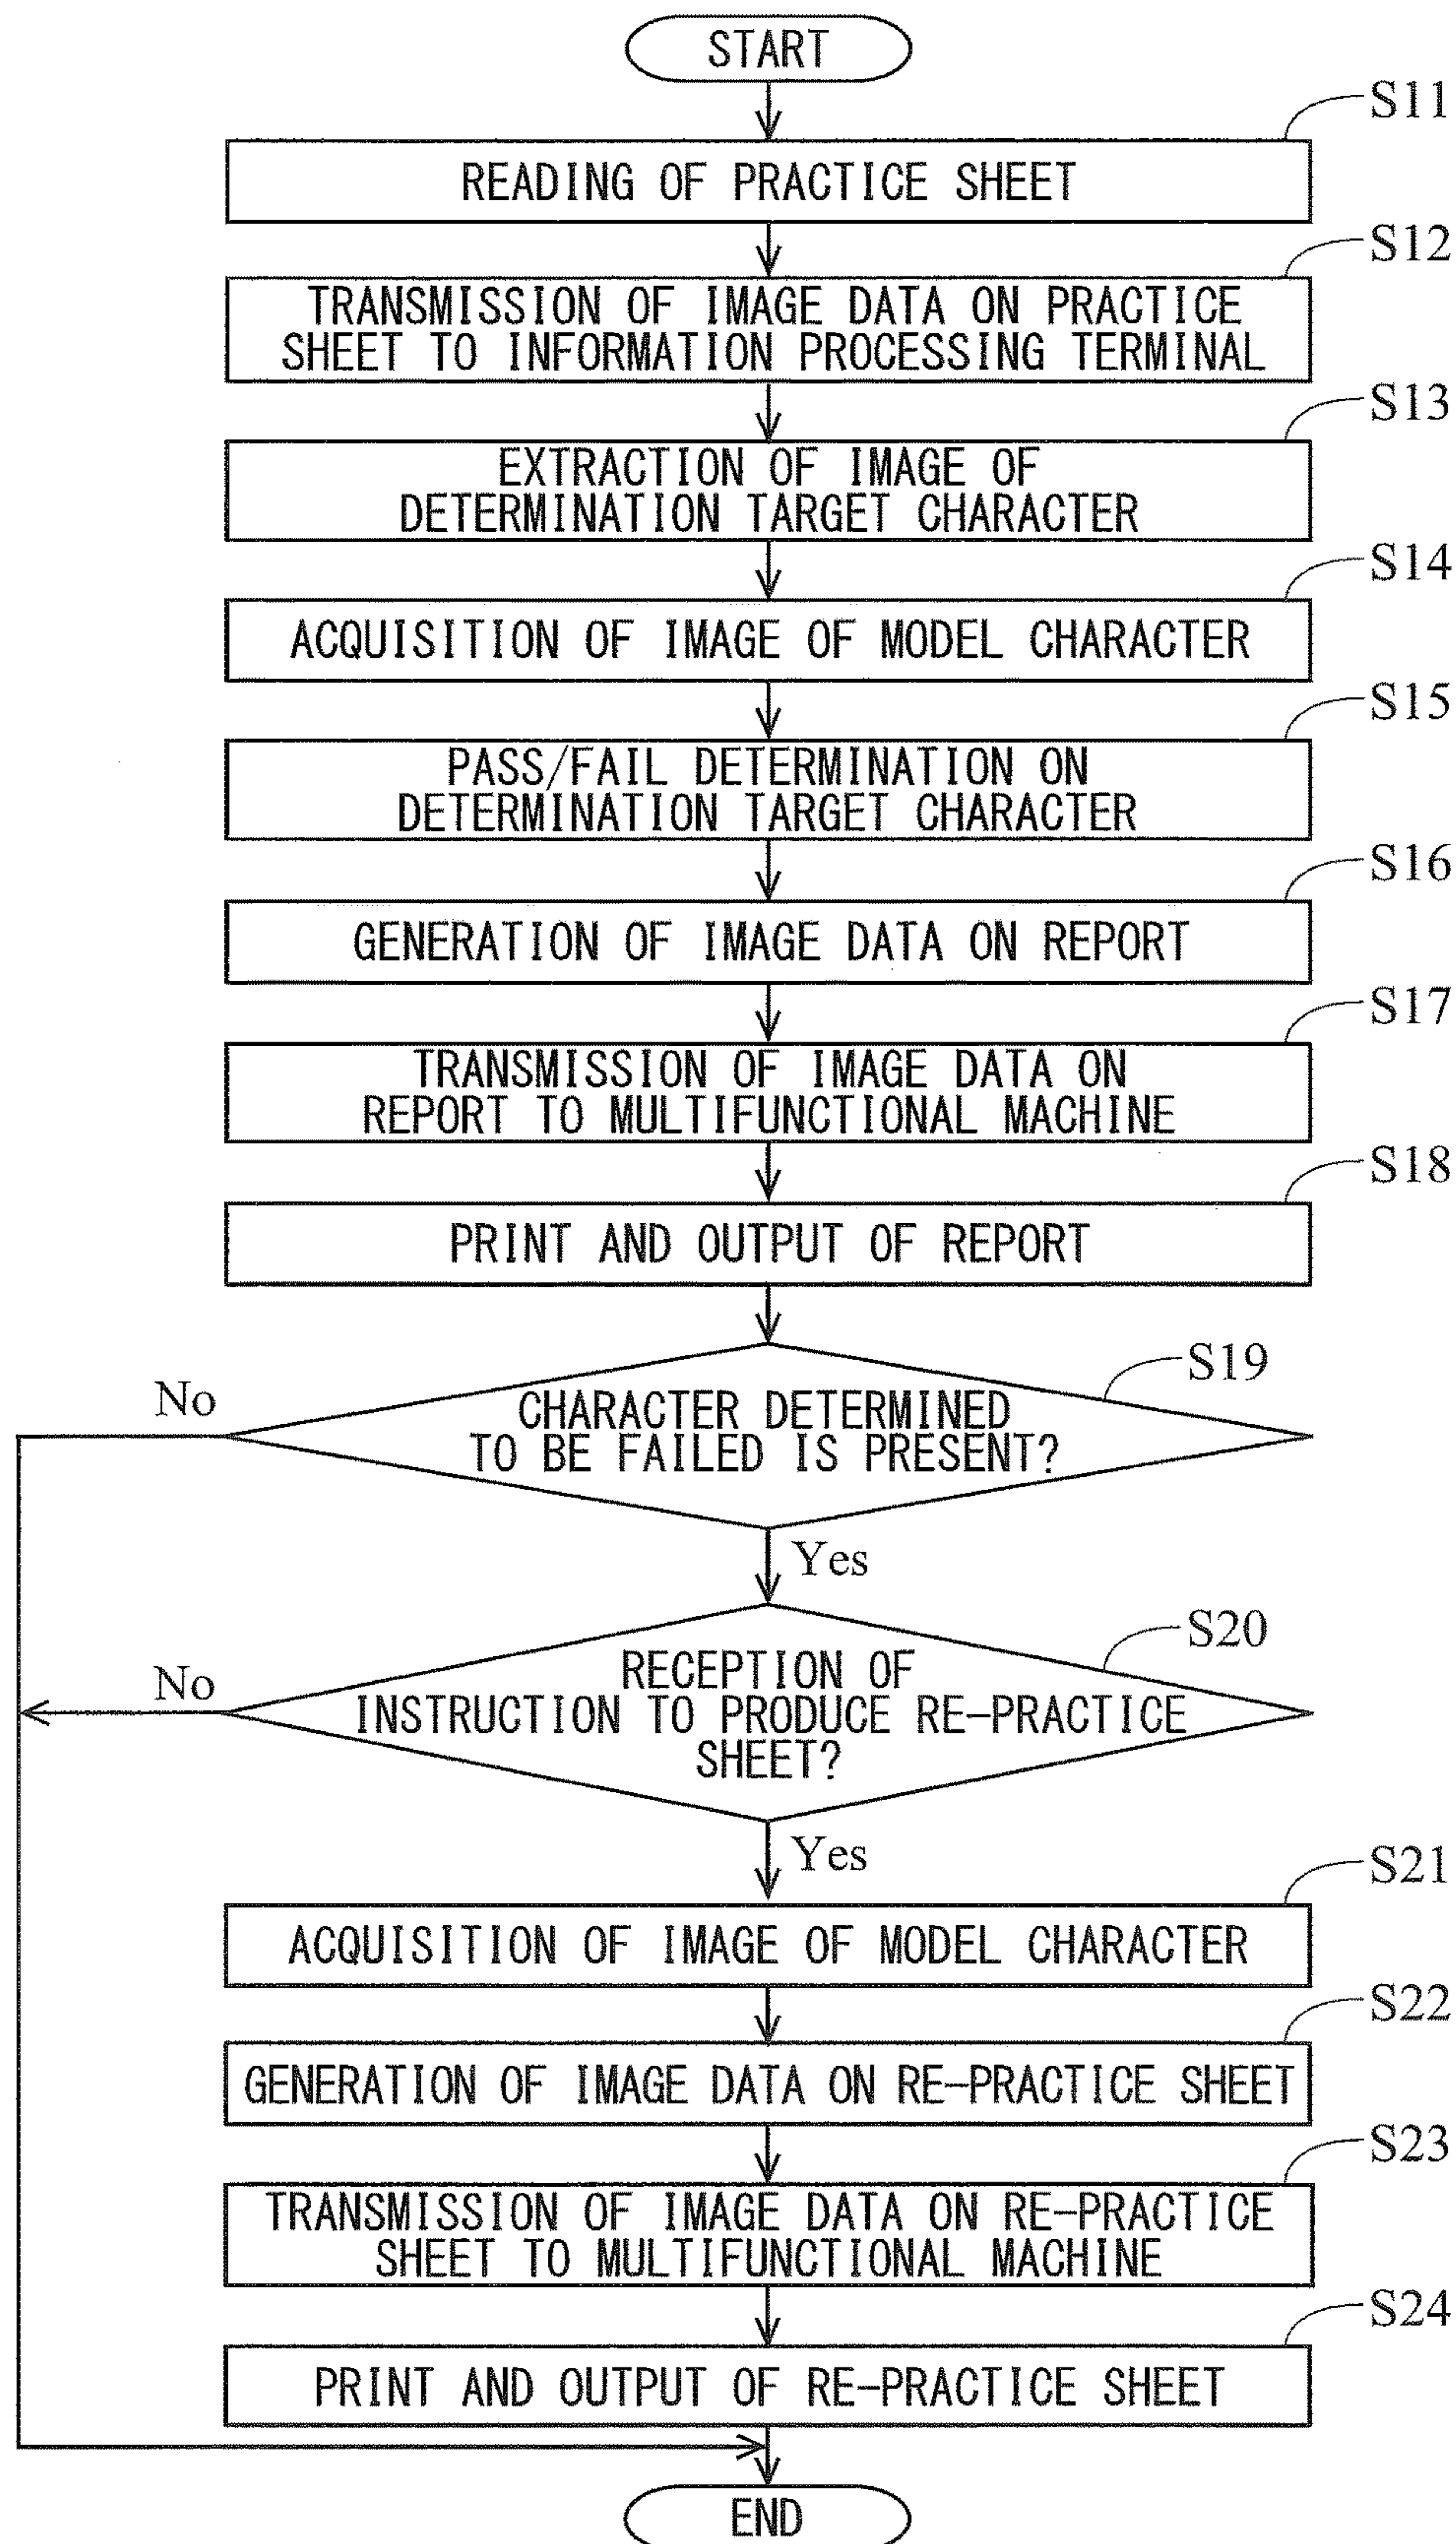 START
S11
READING OF PRACTICE SHEET
S12
TRANSMISSION OF IMAGE DATA ON PRACTICE
SHEET TO INFORMATION PROCESSING TERMINAL
S13
EXTRACTION OF IMAGE OF
DETERMINATION TARGET CHARACTER
S14
ACQUISITION OF IMAGE OF MODEL CHARACTER
S15
PASS/FAIL DETERMINATION ON
DETERMINATION TARGET CHARACTER
S16
GENERATION OF IMAGE DATA ON REPORT
S17
TRANSMISSION OF IMAGE DATA ON
REPORT TO MULTIFUNCTIONAL MACHINE
S18
PRINT AND OUTPUT OF REPORT
S19
No
CHARACTER DETERMINED
TO BE FAILED IS PRESENT?
Yes
S20
No
RECEPTION OF
INSTRUCTION TO PRODUCE RE-PRACTICE
SHEET?
Yes
S21
ACQUISITION OF IMAGE OF MODEL CHARACTER
S22
GENERATION OF IMAGE DATA ON RE-PRACTICE SHEET
S23
TRANSMISSION OF IMAGE DATA ON RE-PRACTICE
SHEET TO MULTIFUNCTIONAL MACHINE
S24
PRINT AND OUTPUT OF RE-PRACTICE SHEET
END